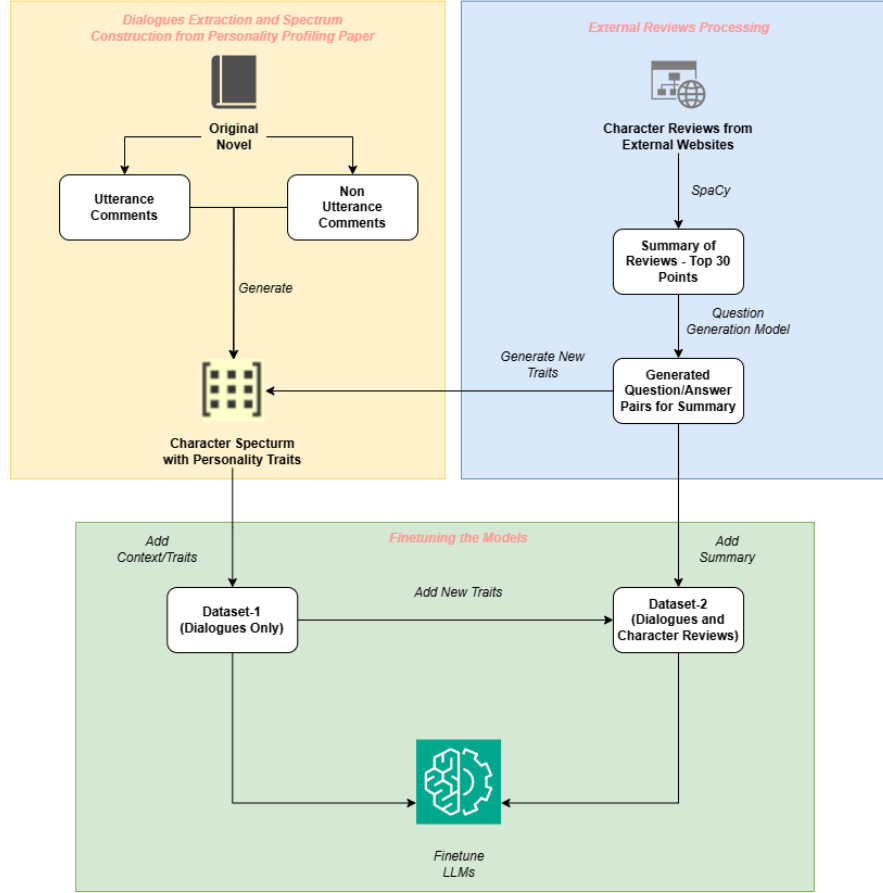 Dialogues Extraction and Spectrum
Construction from Personality Profiling Paper
Original
Novel
Utterance
Comments
Non
Utterance
Comments
Generate
Character Specturm
with Personality Traits
External Reviews Processing
Character Reviews from
External Websites
SpaCy
Summary of
Reviews - Top 30
Points
Question
Generation Model
Generate New
Traits
Generated
Question/Answer
Pairs for Summary
Finetuning the Models
Add
Context/Traits
Add
Summary
Dataset-1
(Dialogues Only)
Add New Traits
Dataset-2
(Dialogues and
Character Reviews)
Finetune
LLMs